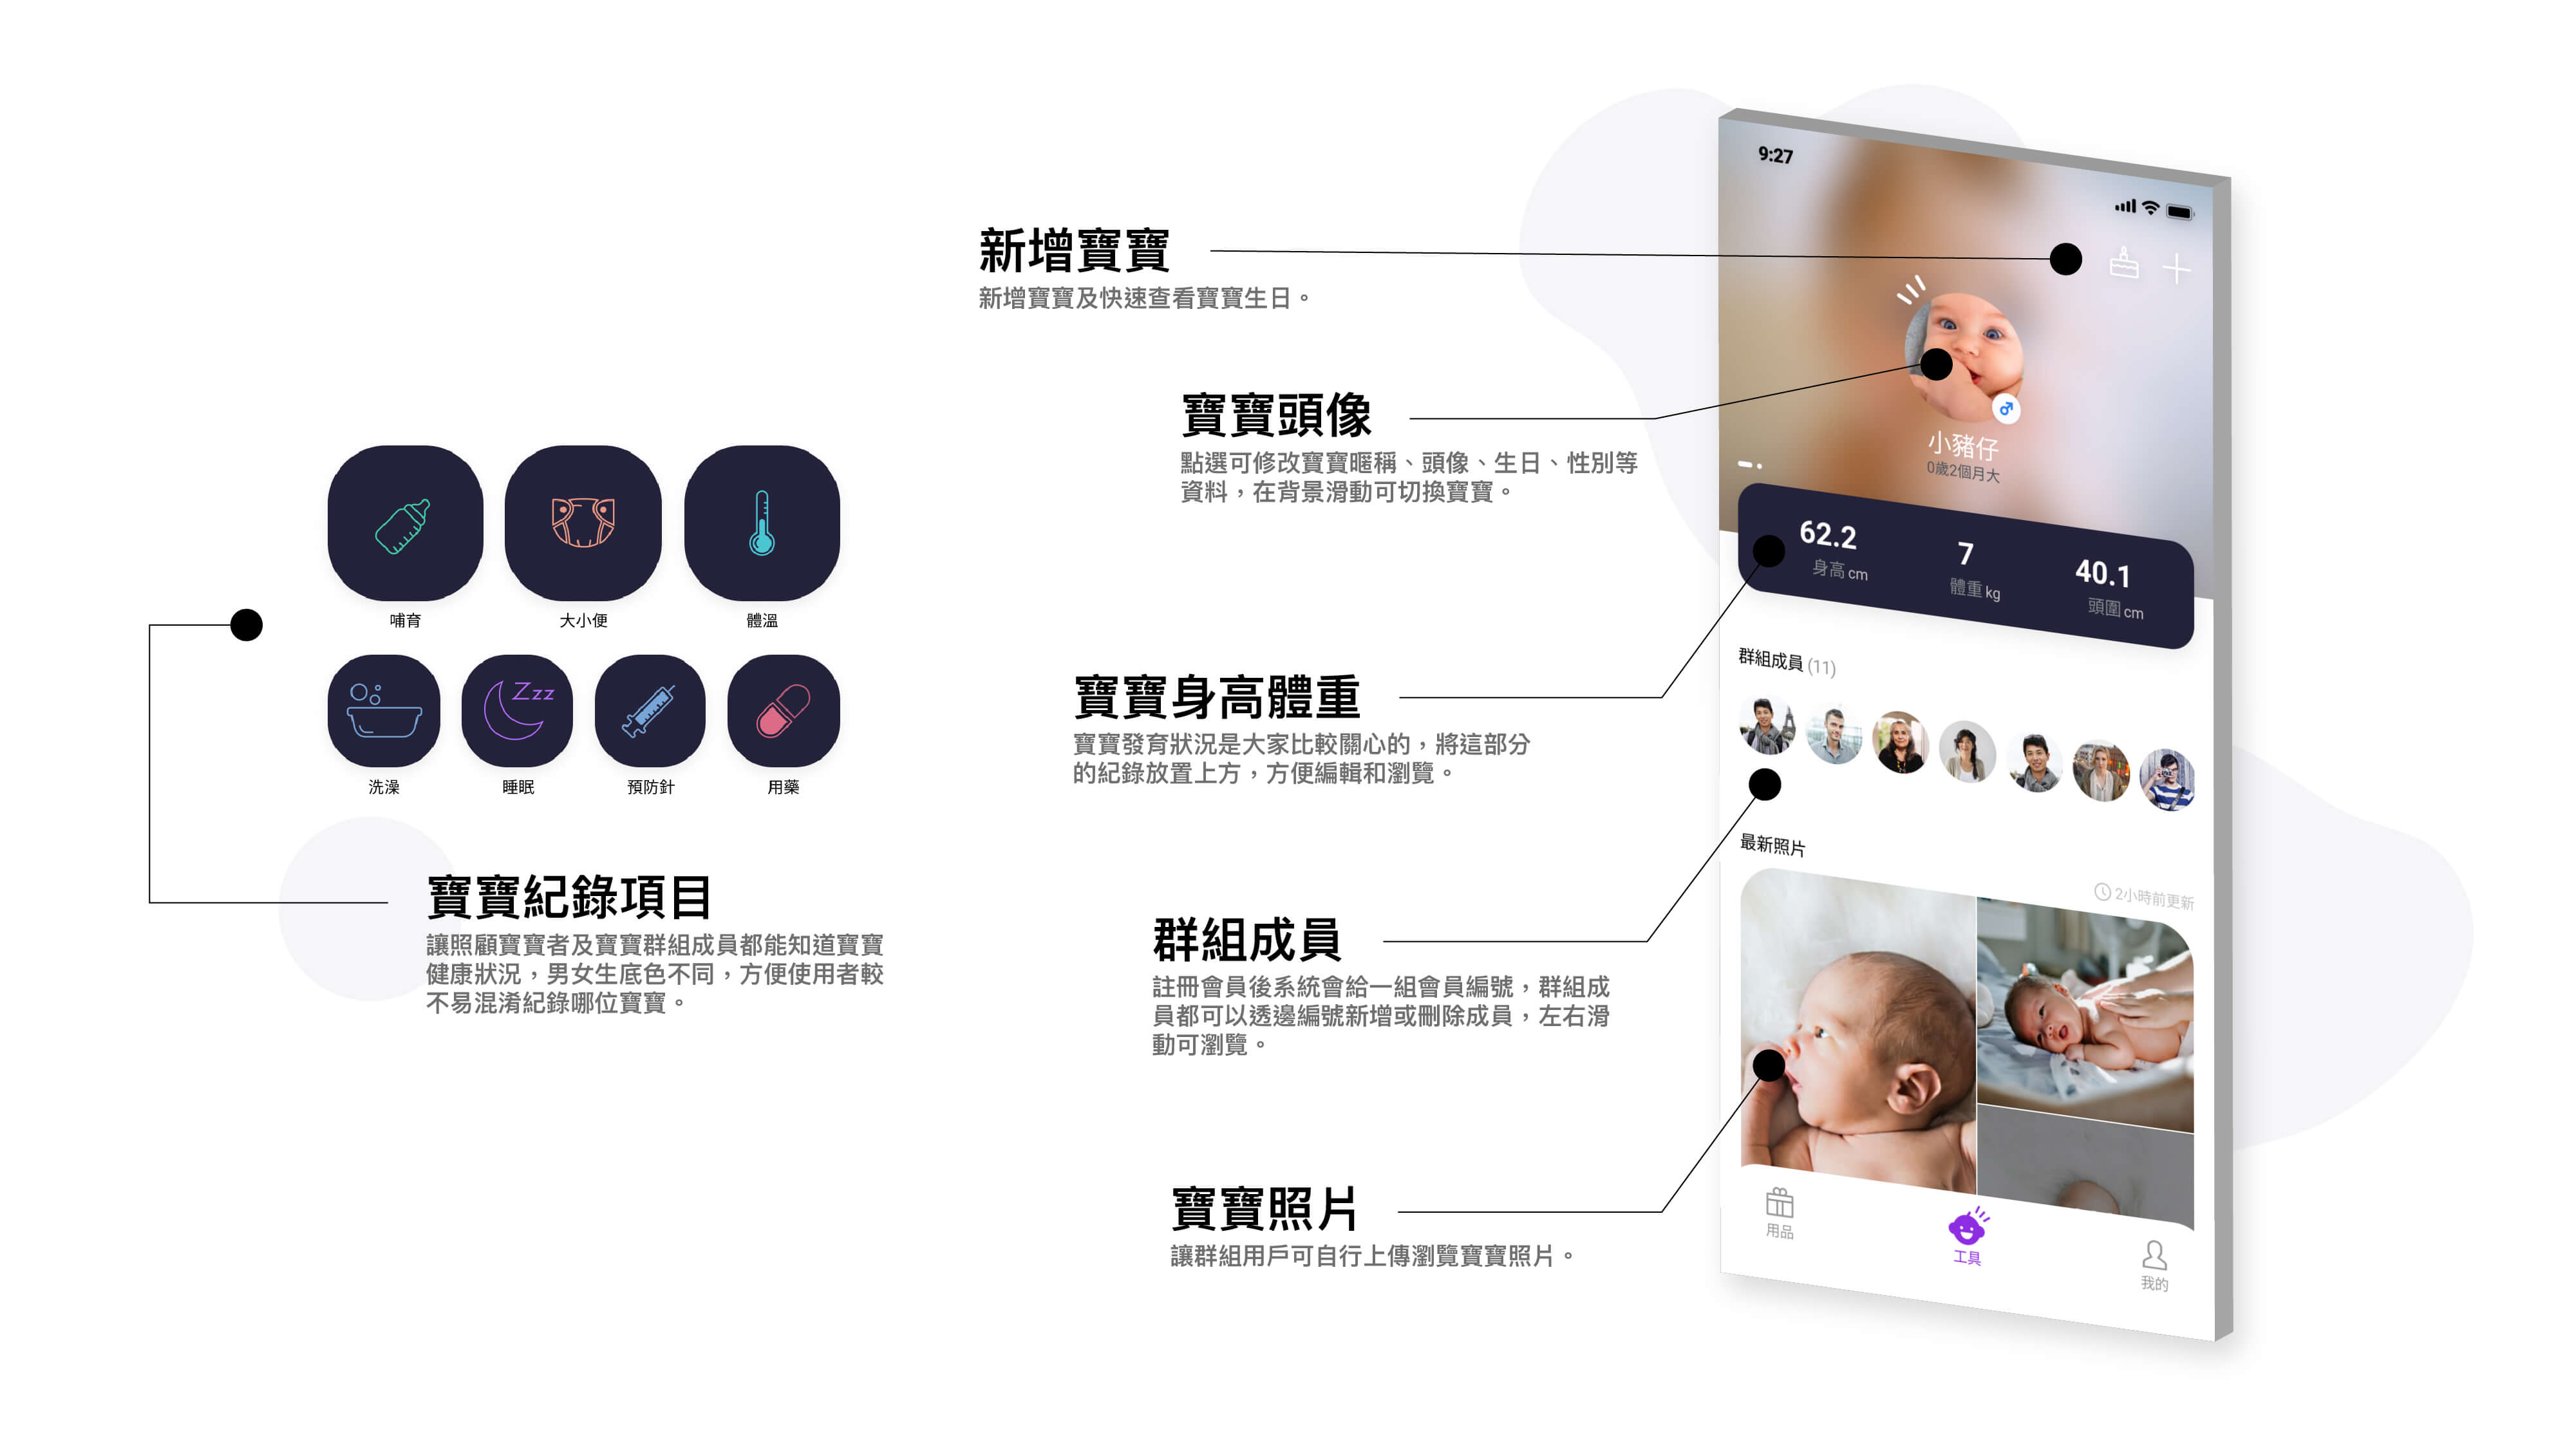 新增寶寶
新增寶寶及快速查看寶寶生日。
寶寶頭像
點選可修改寶寶暱稱、頭像、生日、性別等
資料，在背景滑動可切換寶寶。
寶寶身高體重
寶寶發育狀況是大家比較關心的，將這部分
的紀錄放置上方，方便編輯和瀏覽。
群組成員
註冊會員後系統會給一組會員編號，群組成
員都可以透邊編號新增或刪除成員，左右滑
動可瀏覽。
寶寶照片
讓群組用戶可自行上傳瀏覽寶寶照片。
哺育
大小便
體溫
Zzz
洗澡
睡眠
預防針
用藥
寶寶紀錄項目
讓照顧寶寶者及寶寶群組成員都能知道寶寶
健康狀況，男女生底色不同，方便使用者較
不易混淆紀錄哪位寶寶。
9:27
小豬仔
0歲2個月大
62.2
身高 cm
7
體重 kg
40.1
頭圍 cm
群組成員 (11)
最新照片
2小時前更新
用品
工具
我的